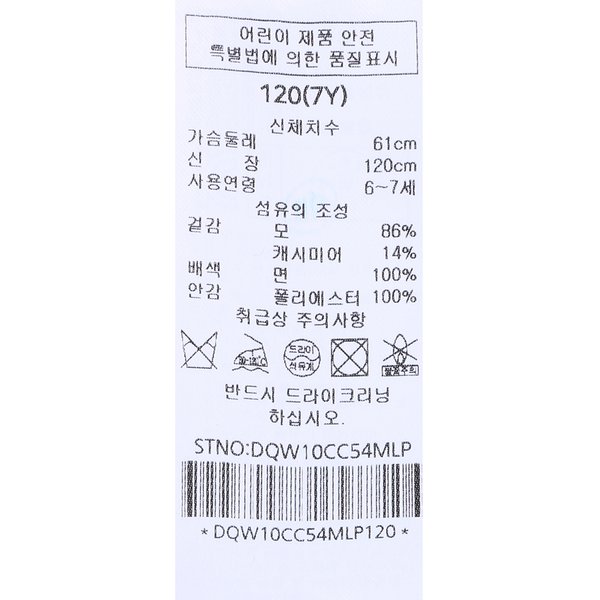 어린이 제품 안전
특별법에 의한 품질표시
120(7Y)
신체치수
가슴둘레 61cm
신 장 120cm
사용연령 6~7세
섬유의 조성
겉감 모 86%
캐시미어 14%
배색 면 100%
안감 폴리에스터 100%
취급상 주의사항
드라이
석유계
반드시 드라이크리닝
하십시오.
STNO:DQW10CC54MLP
*DQW10CC54MLP120*